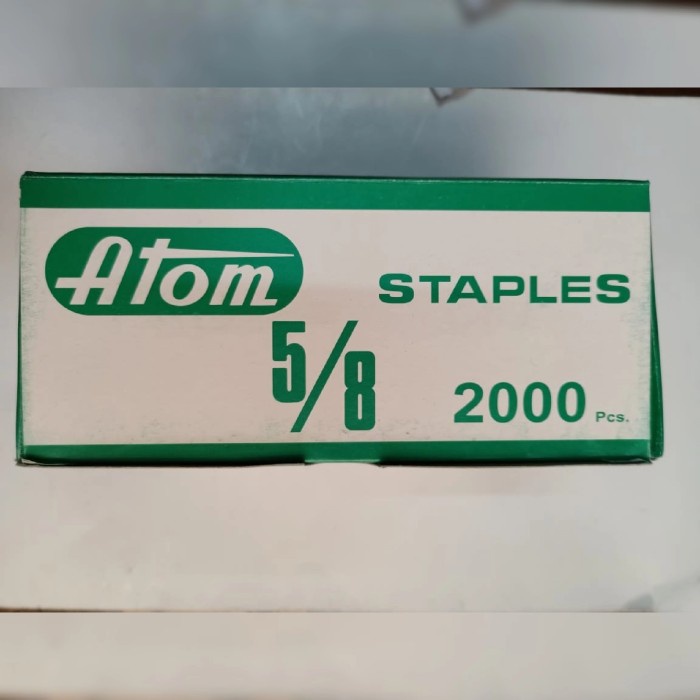 Atom
STAPLES
5/8
2000 Pcs.